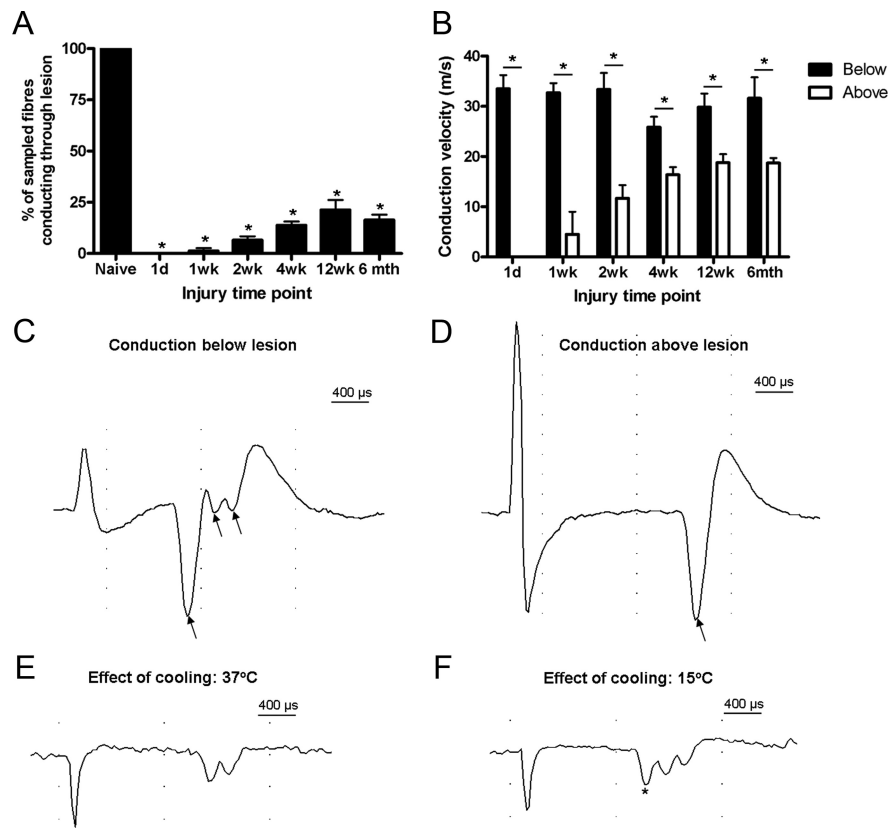 A
% of sampled fibres
conducting through lesion
100
75
50
25
0
* * * * * *
Naive 1d 1wk 2wk 4wk 12wk 6 mth
Injury time point
B
Conduction velocity (m/s)
40
30
20
10
0
* * * * * *
1d 1wk 2wk 4wk 12wk 6mth
Injury time point
Below
Above
C
Conduction below lesion
400 µs
D
Conduction above lesion
400 µs
E
Effect of cooling: 37ºC
400 µs
F
Effect of cooling: 15ºC
400 µs
*